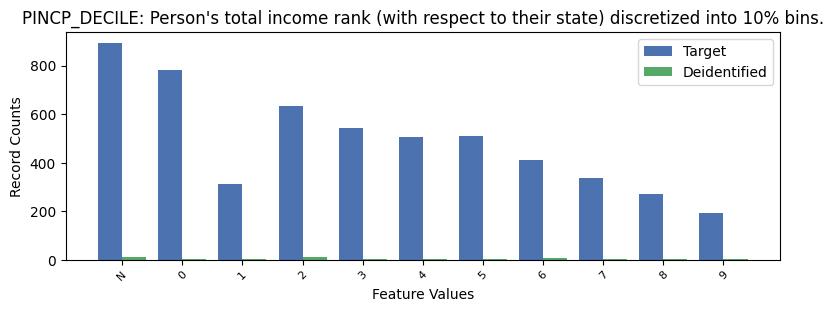 PINCP_DECILE: Person's total income rank (with respect to their state) discretized into 10% bins.
Target
Deidentified
Record Counts
800
600
400
200
0
N 0 1 2 3 4 5 6 7 8 9
Feature Values